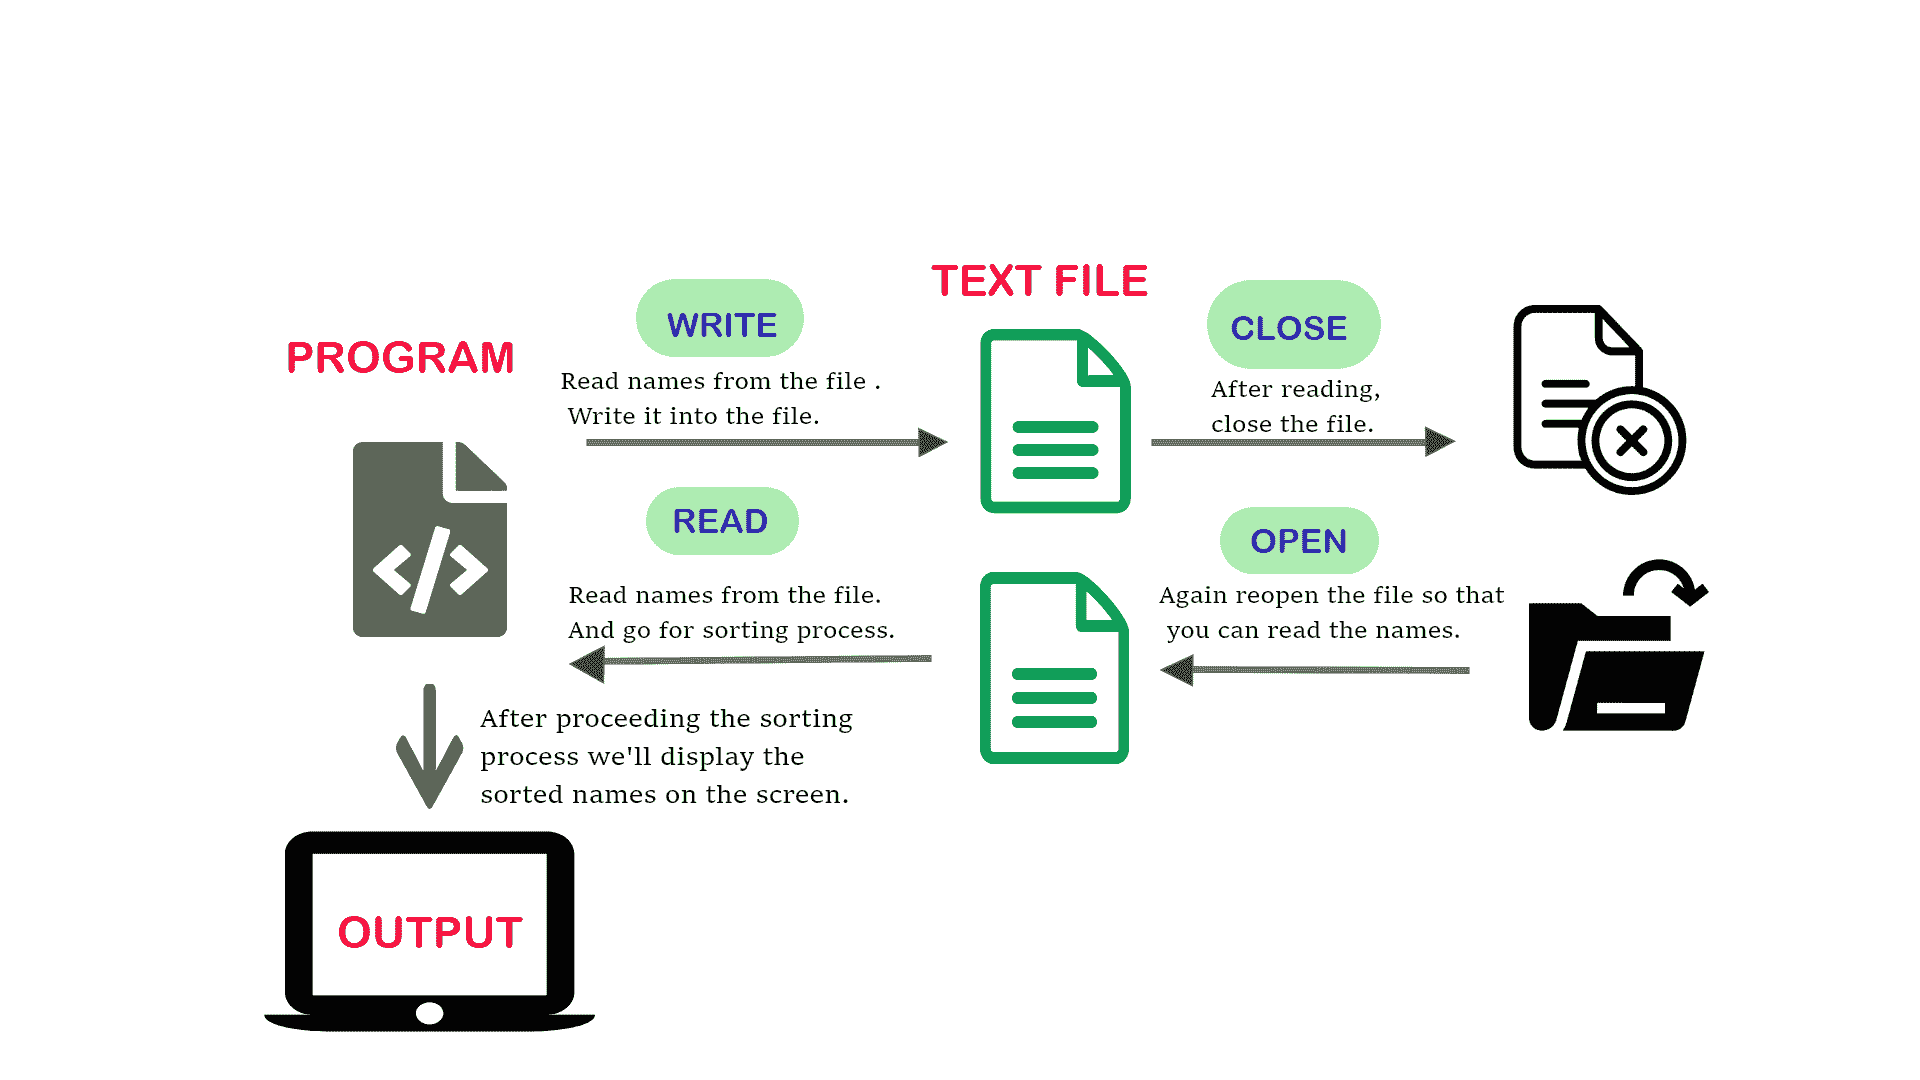 TEXT FILE
PROGRAM
WRITE
Read names from the file .
Write it into the file.
CLOSE
After reading,
close the file.
READ
Read names from the file.
And go for sorting process.
OPEN
Again reopen the file so that
you can read the names.
After proceeding the sorting
process we'll display the
sorted names on the screen.
OUTPUT